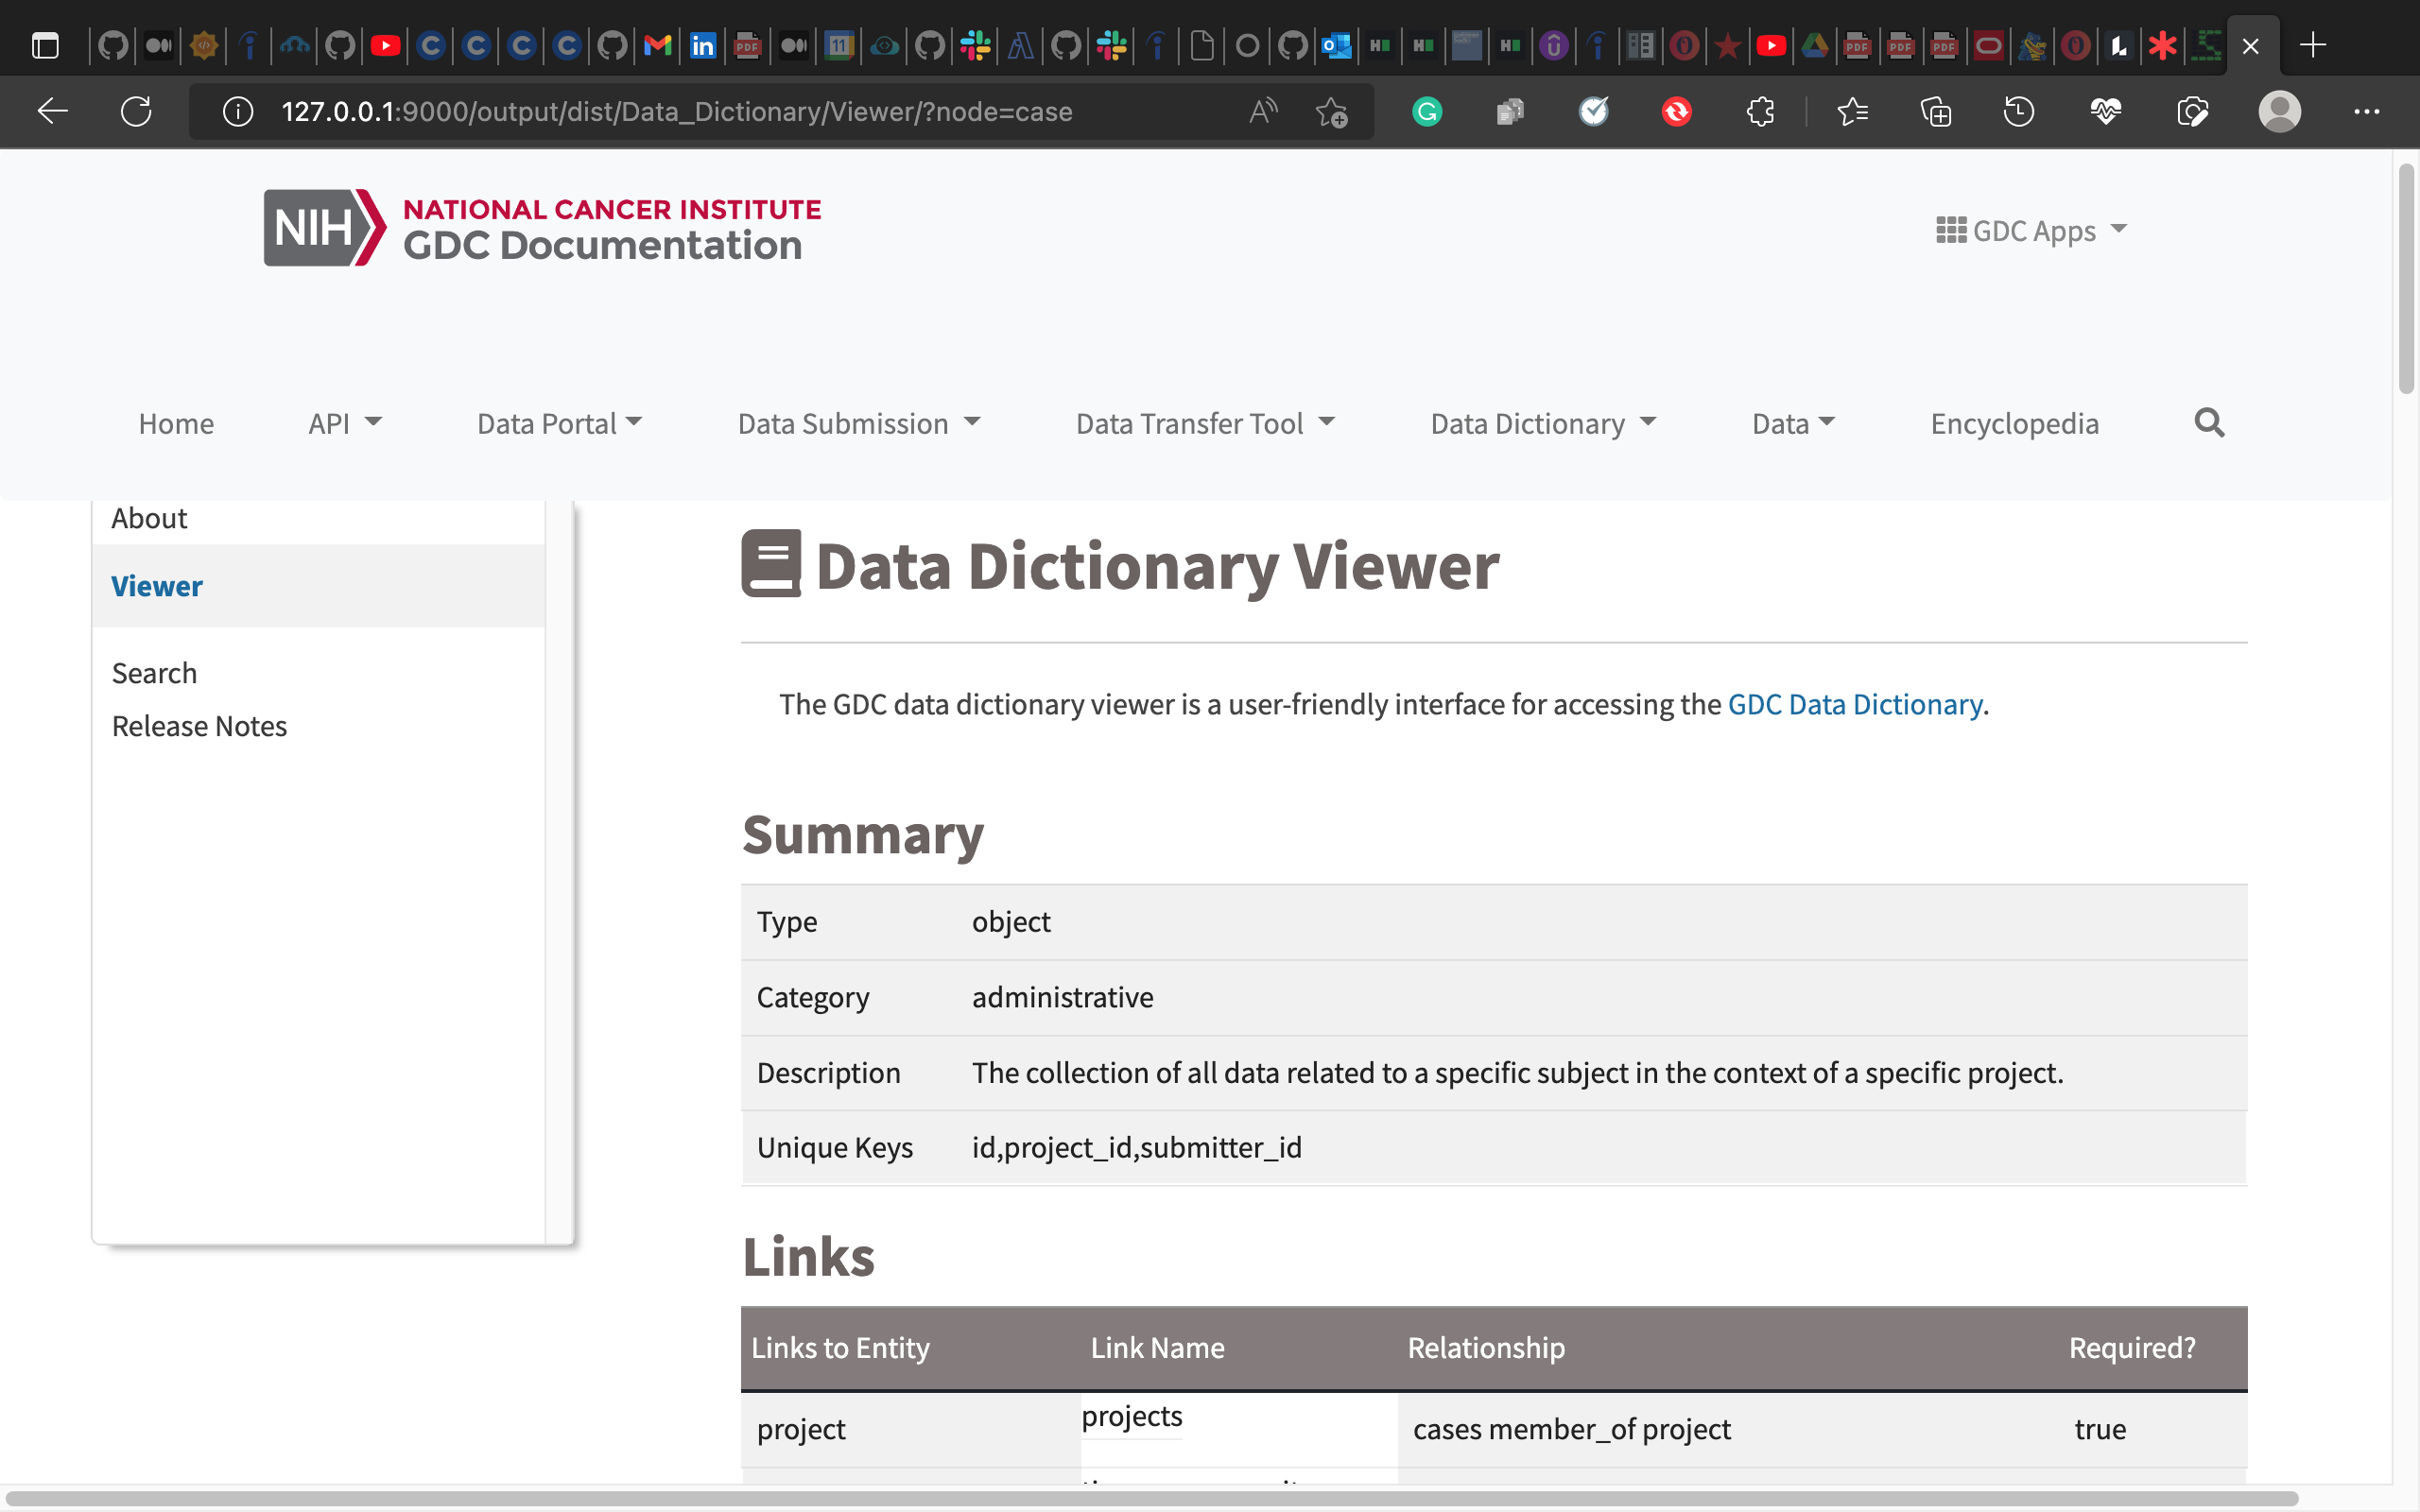 127.0.0.1:9000/output/dist/Data_Dictionary/Viewer/?node=case
NIH NATIONAL CANCER INSTITUTE
GDC Documentation
GDC Apps
Home API Data Portal Data Submission Data Transfer Tool Data Dictionary Data Encyclopedia
About
Viewer
Search
Release Notes
Data Dictionary Viewer
The GDC data dictionary viewer is a user-friendly interface for accessing the GDC Data Dictionary.
Summary
Type object
Category administrative
Description The collection of all data related to a specific subject in the context of a specific project.
Unique Keys id,project_id,submitter_id
Links
Links to Entity Link Name Relationship Required?
project projects cases member_of project true